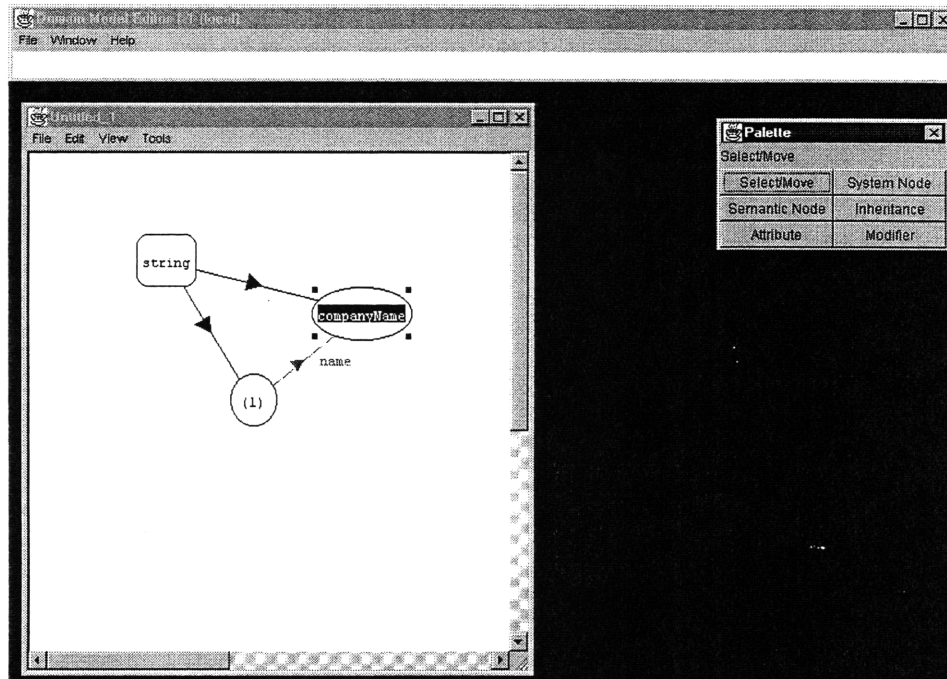 Domain Model Editor 1.1 (local)
File Window Help
Untitled_1
File Edit View Tools
string
companyName
name
(1)
Palette
Select/Move
Select/Move System Node
Semantic Node Inheritance
Attribute Modifier